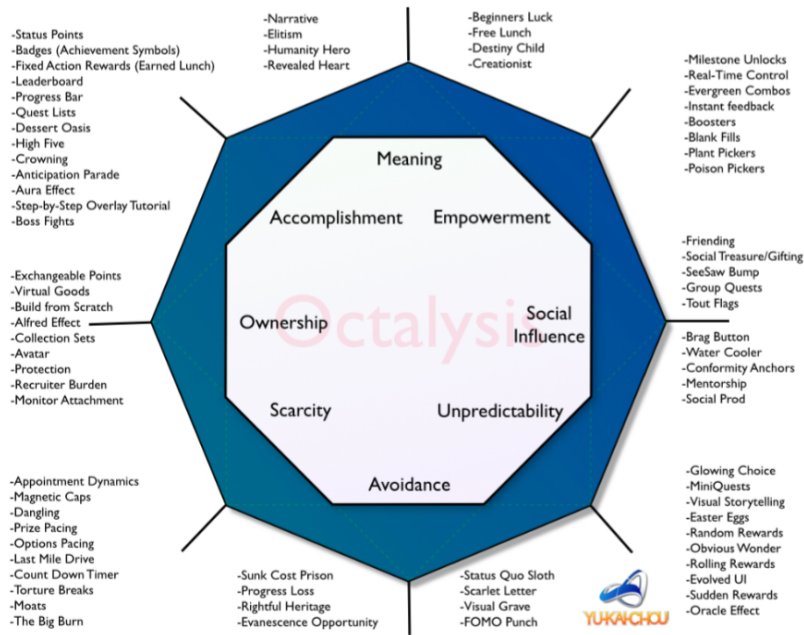 -Narrative
-Elitism
-Humanity Hero
-Revealed Heart
-Beginners Luck
-Free Lunch
-Destiny Child
-Creationist
-Status Points
-Badges (Achievement Symbols)
-Fixed Action Rewards (Earned Lunch)
-Leaderboard
-Progress Bar
-Quest Lists
-Dessert Oasis
-High Five
-Crowning
-Anticipation Parade
-Aura Effect
-Step-by-Step Overlay Tutorial
-Boss Fights
-Milestone Unlocks
-Real-Time Control
-Evergreen Combos
-Instant feedback
-Boosters
-Blank Fills
-Plant Pickers
-Poison Pickers
Meaning
Accomplishment
Empowerment
Octalysis
Ownership
Social
Influence
Scarcity
Unpredictability
Avoidance
-Exchangeable Points
-Virtual Goods
-Build from Scratch
-Alfred Effect
-Collection Sets
-Avatar
-Protection
-Recruiter Burden
-Monitor Attachment
-Friending
-Social Treasure/Gifting
-SeeSaw Bump
-Group Quests
-Tout Flags
-Brag Button
-Water Cooler
-Conformity Anchors
-Mentorship
-Social Prod
-Appointment Dynamics
-Magnetic Caps
-Dangling
-Prize Pacing
-Options Pacing
-Last Mile Drive
-Count Down Timer
-Torture Breaks
-Moats
-The Big Burn
-Sunk Cost Prison
-Progress Loss
-Rightful Heritage
-Evanescence Opportunity
-Status Quo Sloth
-Scarlet Letter
-Visual Grave
-FOMO Punch
-Glowing Choice
-MiniQuests
-Visual Storytelling
-Easter Eggs
-Random Rewards
-Obvious Wonder
-Rolling Rewards
-Evolved UI
-Sudden Rewards
-Oracle Effect
YU-KAI-CHOU